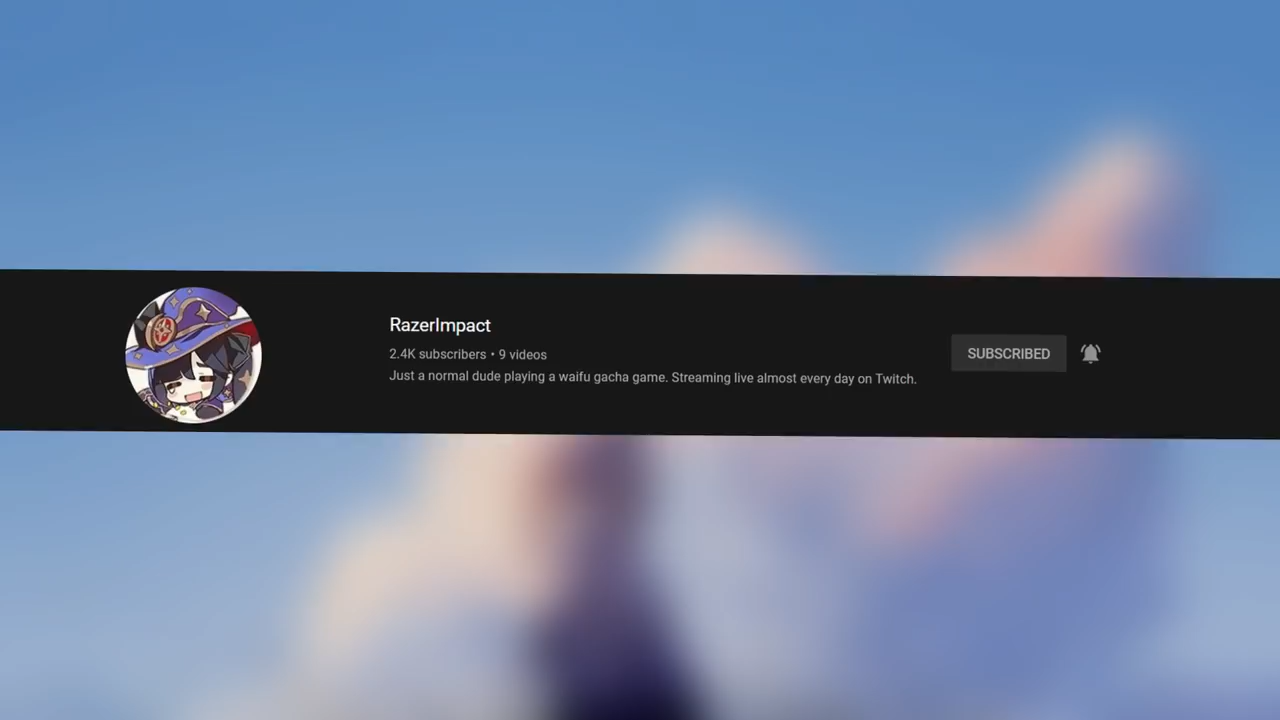 RazerImpact
2.4K subscribers • 9 videos
Just a normal dude playing a waifu gacha game. Streaming live almost every day on Twitch.
SUBSCRIBED